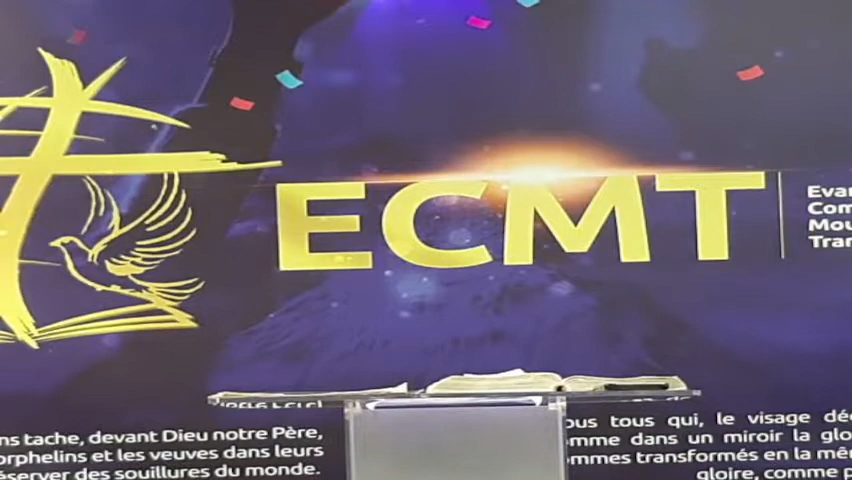 ECMT
Evan
Com
Mou
Tran
ns tache, devant Dieu notre Père,
orphelins et les veuves dans leurs
éserver des souillures du monde.
ous tous qui, le visage dé
omme dans un miroir la glo
ommes transformés en la mêm
gloire, comme p